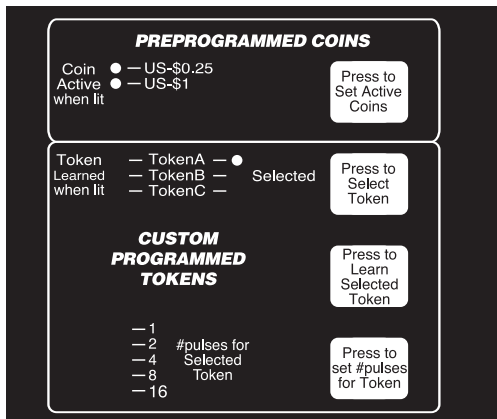 PREPROGRAMMED COINS
Coin
Active
when lit
US-$0.25
US-$1
Press to
Set Active
Coins
Token
Learned
when lit
TokenA
TokenB
TokenC
Selected
Press to
Select
Token
CUSTOM
PROGRAMMED
TOKENS
Press to
Learn
Selected
Token
1
2
4
8
16
#pulses for
Selected
Token
Press to
set #pulses
for Token